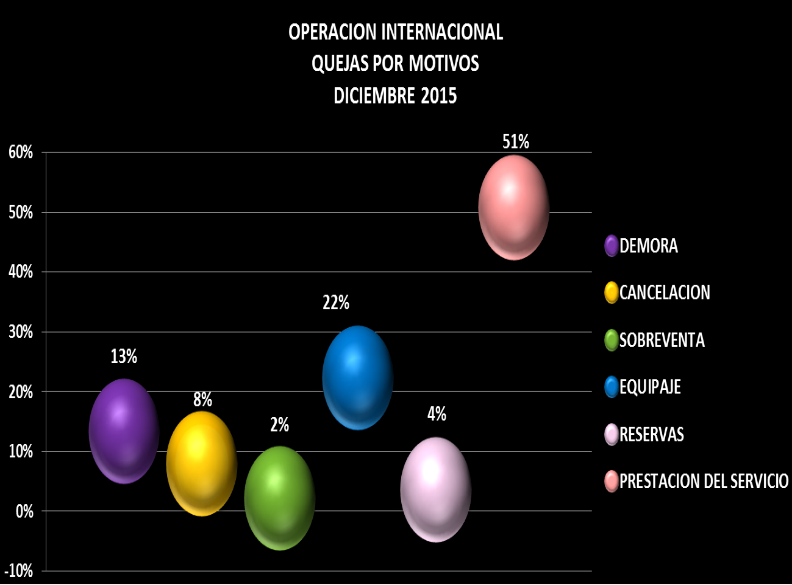 OPERACION INTERNACIONAL
QUEJAS POR MOTIVOS
DICIEMBRE 2015
60%
50%
40%
30%
20%
10%
0%
-10%
13%
8%
2%
22%
4%
51%
DEMORA
CANCELACION
SOBREVENTA
EQUIPAJE
RESERVAS
PRESTACION DEL SERVICIO